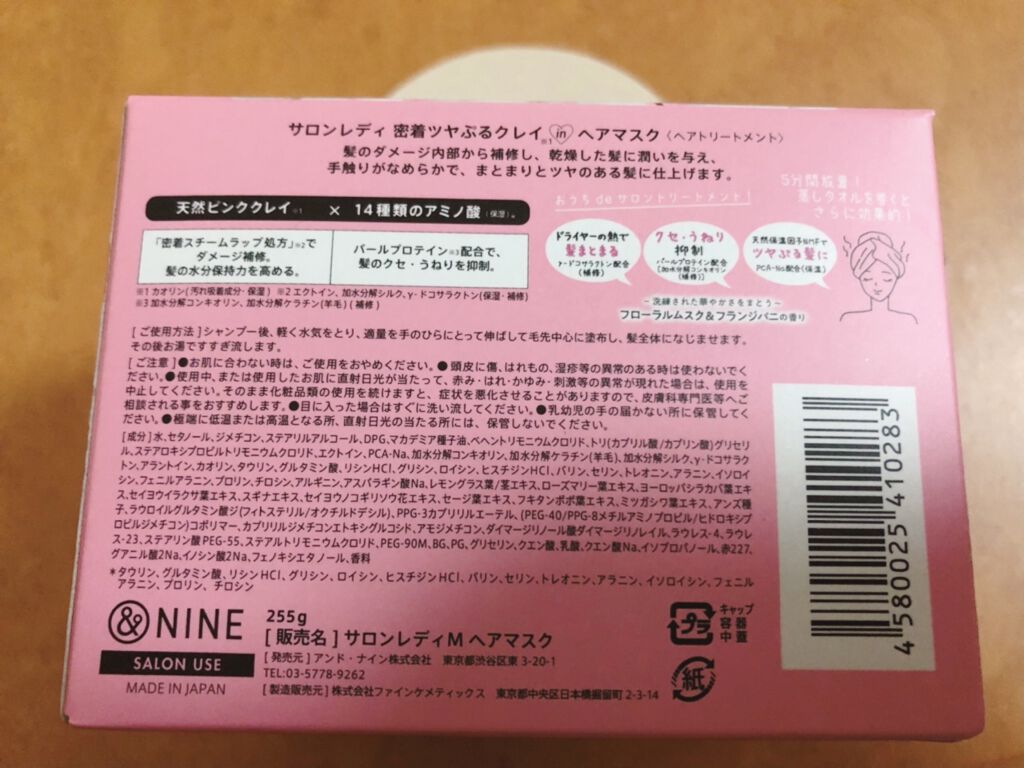 サロンレディ 密着ツヤぷるクレイ※1 in ヘアマスク〈ヘアトリートメント〉
髪のダメージ内部から補修し、乾燥した髪に潤いを与え、
手触りがなめらかで、まとまりとツヤのある髪に仕上げます。
天然ピンククレイ※1 × 14種類のアミノ酸(保湿)。
「密着スチームラップ処方」※2で
ダメージ補修。
髪の水分保持力を高める。
パールプロテイン※3配合で、
髪のクセ・うねりを抑制。
※1 カオリン(汚れ吸着成分・保湿) ※2 エクトイン、加水分解シルク、γ-ドコサラクトン(保湿・補修)
※3 加水分解コンキオリン、加水分解ケラチン(羊毛)(補修)
おうち de サロントリートメント!
5分間放置!
蒸しタオルを巻くと
さらに効果的!
ドライヤーの熱で
髪まとまる
γ-ドコサラクトン配合
(補修)
クセ・うねり
抑制
パールプロテイン配合
[加水分解コンキオリン
(補修)]
天然保湿因子NMFで
ツヤぷる髪に
PCA-Na配合(保湿)
~洗練された華やかさをまとう~
フローラルムスク&フランジパニの香り
[ご使用方法]シャンプー後、軽く水気をとり、適量を手のひらにとって伸ばして毛先中心に塗布し、髪全体になじませます。
その後お湯ですすぎ流します。
[ご注意]●お肌に合わない時は、ご使用をおやめください。●頭皮に傷、はれもの、湿疹等の異常のある時は使わないでく
ださい。●使用中、または使用したお肌に直射日光が当たって、赤み・はれ・かゆみ・刺激等の異常が現れた場合は、使用を
中止してください。そのまま化粧品類の使用を続けますと、症状を悪化させることがありますので、皮膚科専門医等へご
相談される事をおすすめします。●目に入った場合はすぐに洗い流してください。●乳幼児の手の届かない所に保管してく
ださい。●極端に低温または高温となる所、直射日光の当たる所には、保管しないでください。
[成分]水、セタノール、ジメチコン、ステアリルアルコール、DPG、マカデミア種子油、ベヘントリモニウムクロリド、トリ(カプリル酸/カプリン酸)グリセリ
ル、ステアロキシプロピルトリモニウムクロリド、エクトイン、PCA-Na、加水分解コンキオリン、加水分解ケラチン(羊毛)、加水分解シルク、γ-ドコサラク
トン、アラントイン、カオリン、タウリン、グルタミン酸、リシンHCl、グリシン、ロイシン、ヒスチジンHCl、バリン、セリン、トレオニン、アラニン、イソロイ
シン、フェニルアラニン、プロリン、チロシン、アルギニン、アスパラギン酸Na、レモングラス葉/茎エキス、ローズマリー葉エキス、ヨーロッパシラカバ葉エキ
ス、セイヨウイラクサ葉エキス、スギナエキス、セイヨウノコギリソウ花エキス、セージ葉エキス、フキタンポポ葉エキス、ミツガシワ葉エキス、アンズ種
子、ラウロイルグルタミン酸ジ(フィトステリル/オクチルドデシル)、PPG-3カプリリルエーテル、(PEG-40/PPG-8メチルアミノプロピル/ヒドロキシプ
ロピルジメチコン)コポリマー、カプリリルジメチコンエトキシグルコシド、アモジメチコン、ダイマージリノール酸ダイマージリノレイル、ラウレス-4、ラウレ
ス-23、ステアリン酸PEG-55、ステアルトリモニウムクロリド、PEG-90M、BG、PG、グリセリン、クエン酸、乳酸、クエン酸Na、イソプロパノール、赤227、
グアニル酸2Na、イノシン酸2Na、フェノキシエタノール、香料
*タウリン、グルタミン酸、リシンHCl、グリシン、ロイシン、ヒスチジンHCl、バリン、セリン、トレオニン、アラニン、イソロイシン、フェニル
アラニン、プロリン、チロシン
& NINE
SALON USE
MADE IN JAPAN
255g
[販売名]サロンレディM ヘアマスク
[発売元]アンド・ナイン株式会社 東京都渋谷区東 3-20-1
TEL:03-5778-9262
[製造販売元]株式会社ファインケメティックス 東京都中央区日本橋堀留町 2-3-14
プラ
キャップ
容器
中蓋
紙
4580025410283